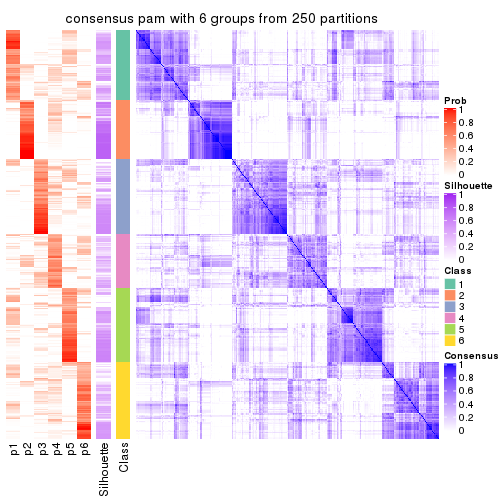 consensus pam with 6 groups from 250 partitions
p1
p2
p3
p4
p5
p6
Silhouette
Class
Prob
1
0.8
0.6
0.4
0.2
0
Silhouette
1
0.8
0.6
0.4
0.2
0
Class
1
2
3
4
5
6
Consensus
1
0.8
0.6
0.4
0.2
0